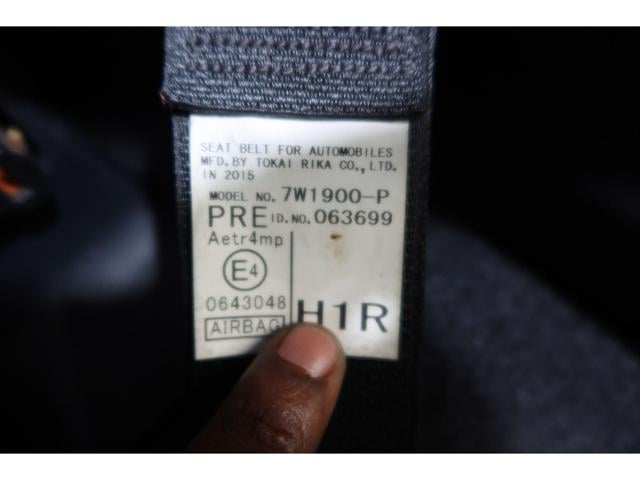 SEAT BELT FOR AUTOMOBILES
MFD. BY TOKAI RIKA CO., LTD.
IN 2015
MODEL NO. 7W1900-P
PRE I D. NO. 063699
Aetr4mp
E4
0643048
AIRBAG
H1R